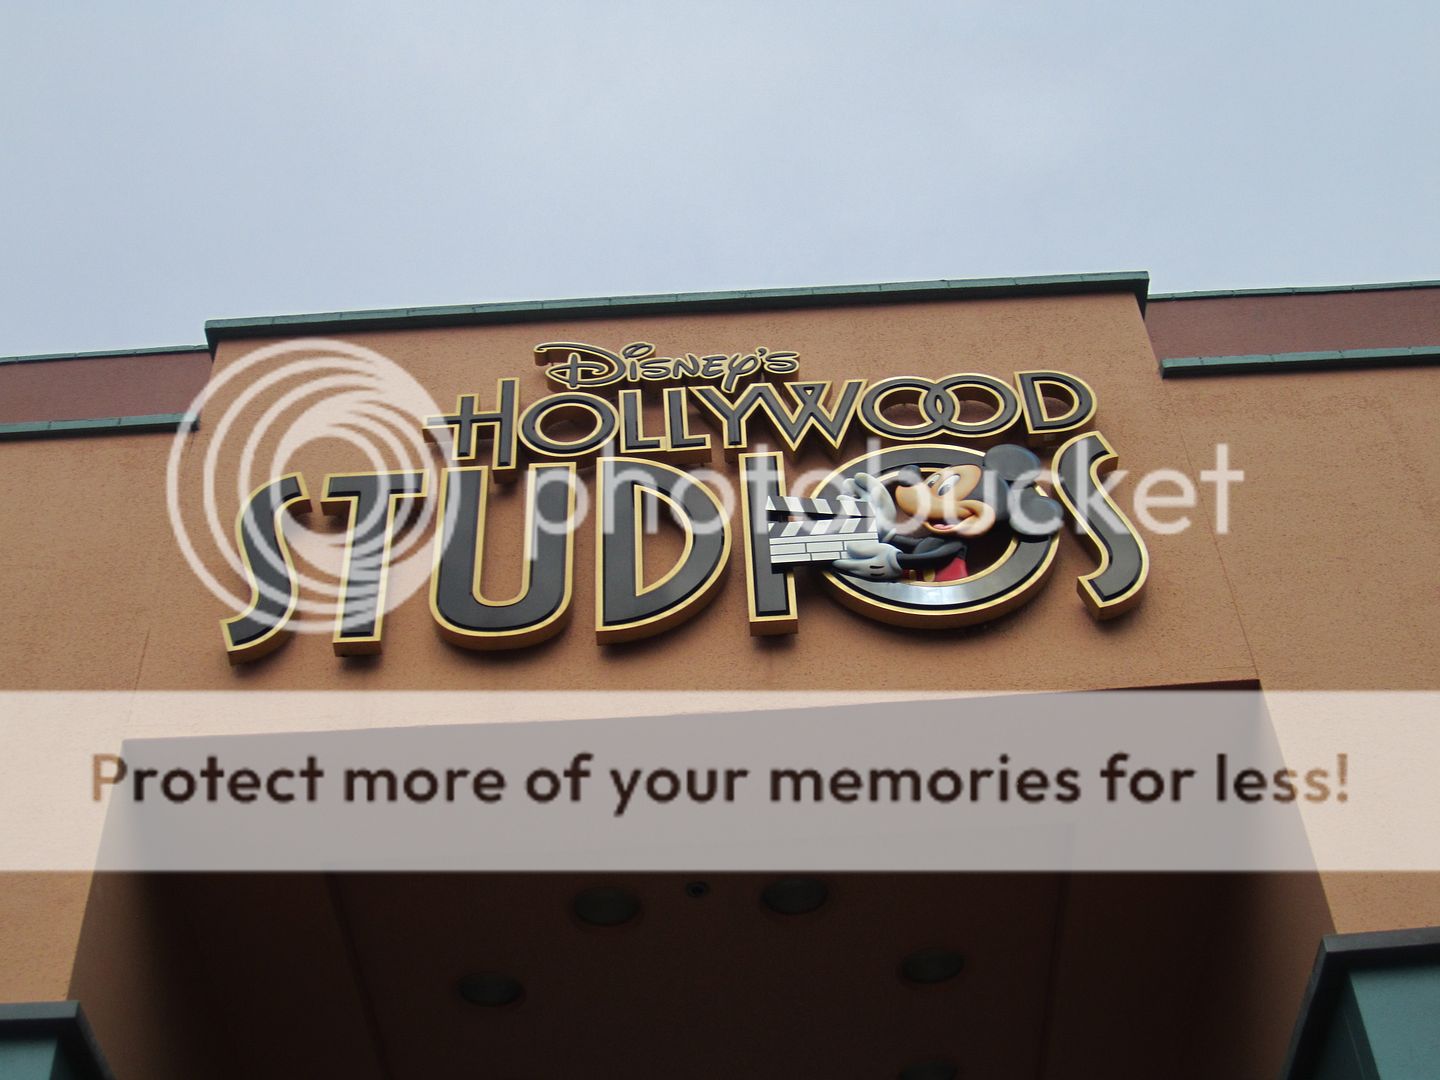 Disney's
Hollywood
Studios
photobucket
Protect more of your memories for less!